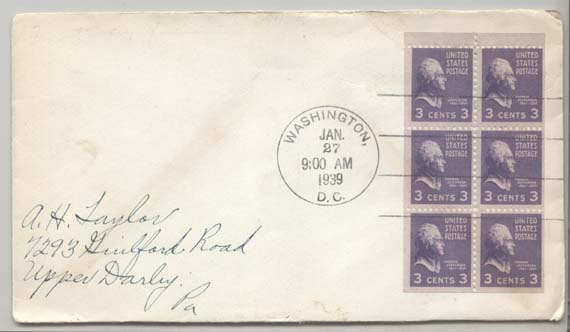 WASHINGTON,
JAN.
27
9:00 AM
1939
D. C.
A. H. Taylor
7293 Guilford Road
Upper Darby.
Pa
UNITED STATES POSTAGE
UNITED STATES POSTAGE
3 CENTS 3
3 CENTS 3
UNITED STATES POSTAGE
UNITED STATES POSTAGE
3 CENTS 3
3 CENTS 3
UNITED STATES POSTAGE
UNITED STATES POSTAGE
3 CENTS 3
3 CENTS 3